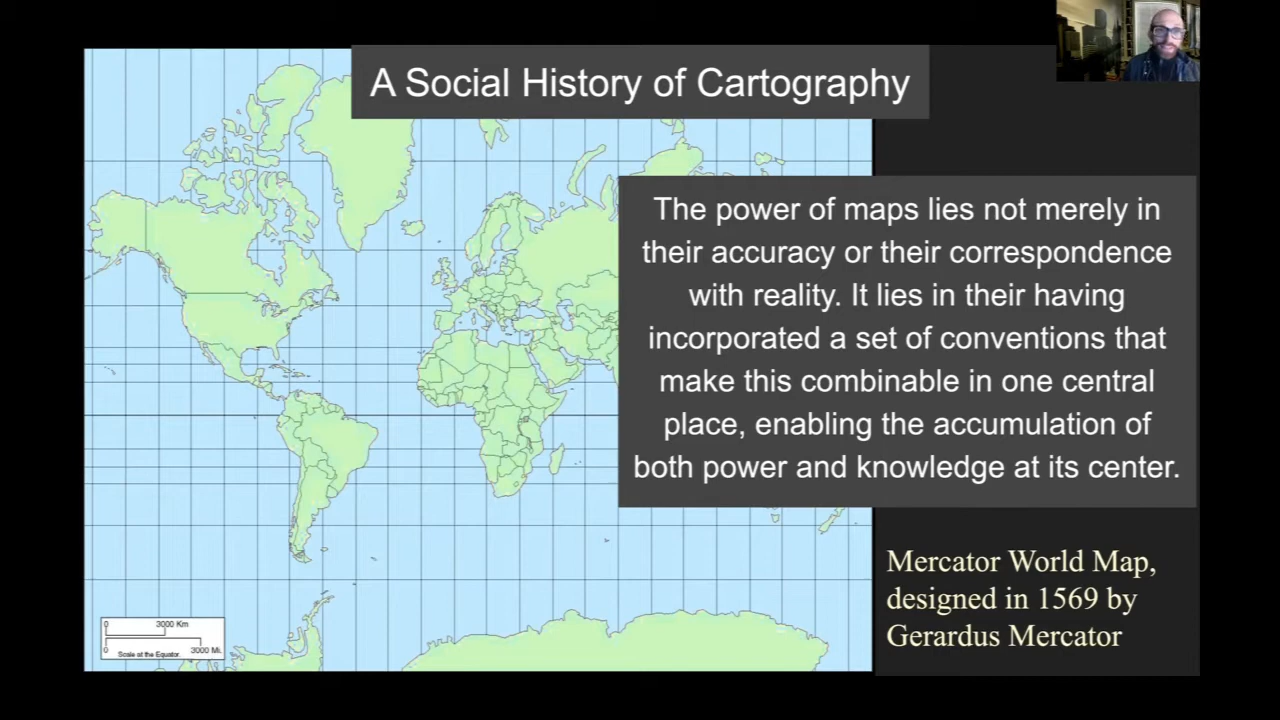 A Social History of Cartography
The power of maps lies not merely in
their accuracy or their correspondence
with reality. It lies in their having
incorporated a set of conventions that
make this combinable in one central
place, enabling the accumulation of
both power and knowledge at its center.
Mercator World Map,
designed in 1569 by
Gerardus Mercator
0 3000 Km
0 3000 Mi.
Scale at the Equator.